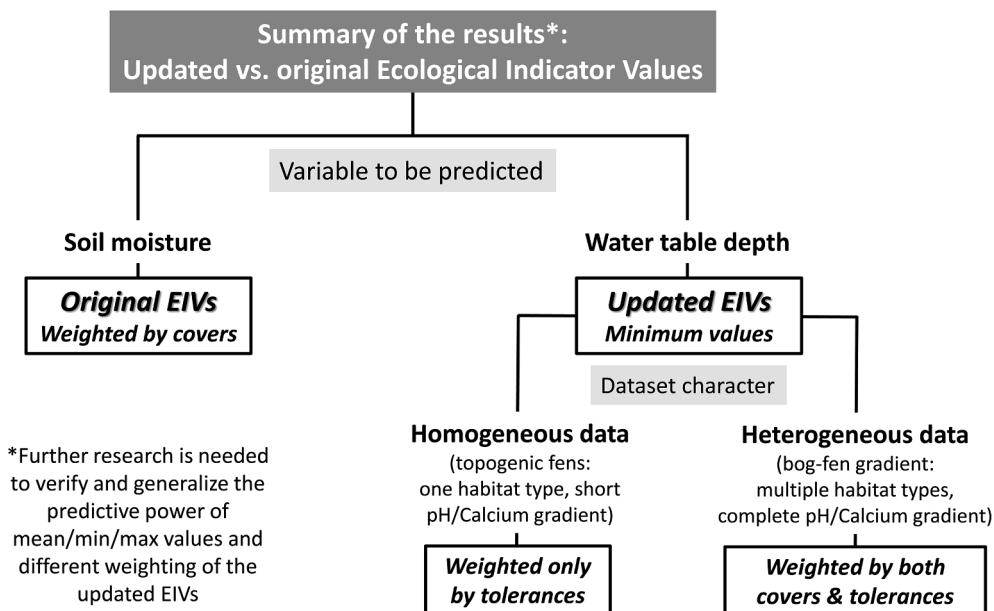 Summary of the results*:
Updated vs. original Ecological Indicator Values
Variable to be predicted
Soil moisture
Original EIVs
Weighted by covers
Water table depth
Updated EIVs
Minimum values
Dataset character
Homogeneous data
(topogenic fens:
one habitat type, short
pH/Calcium gradient)
Weighted only
by tolerances
Heterogeneous data
(bog-fen gradient:
multiple habitat types,
complete pH/Calcium gradient)
Weighted by both
covers & tolerances
*Further research is needed
to verify and generalize the
predictive power of
mean/min/max values and
different weighting of the
updated EIVs